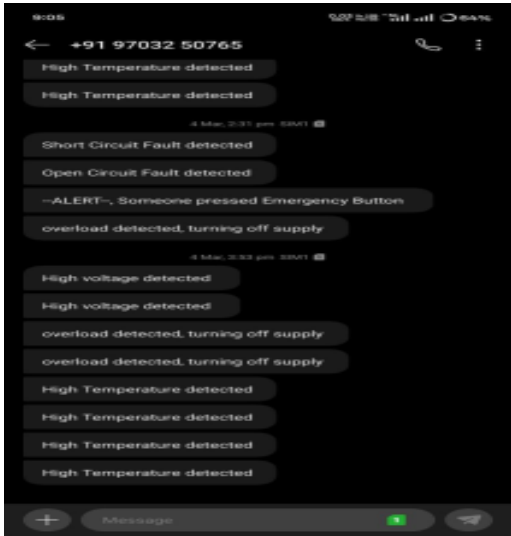 9:05
64%
+91 97032 50765
High Temperature detected
High Temperature detected
4 Mar, 2:31 pm SIM1
Short Circuit Fault detected
Open Circuit Fault detected
--ALERT--, Someone pressed Emergency Button
overload detected, turning off supply
4 Mar, 2:53 pm SIM1
High voltage detected
High voltage detected
overload detected, turning off supply
overload detected, turning off supply
High Temperature detected
High Temperature detected
High Temperature detected
High Temperature detected
Message
1